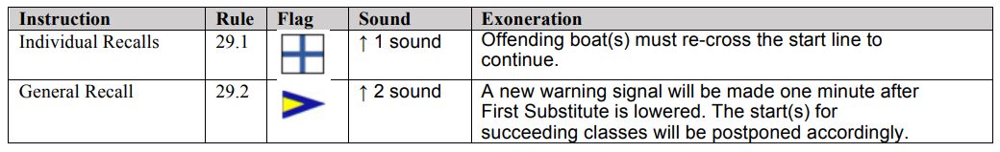 Instruction Rule Flag Sound Exoneration
Individual Recalls 29.1 ↑ 1 sound Offending boat(s) must re-cross the start line to
continue.
General Recall 29.2 ↑ 2 sound A new warning signal will be made one minute after
First Substitute is lowered. The start(s) for
succeeding classes will be postponed accordingly.